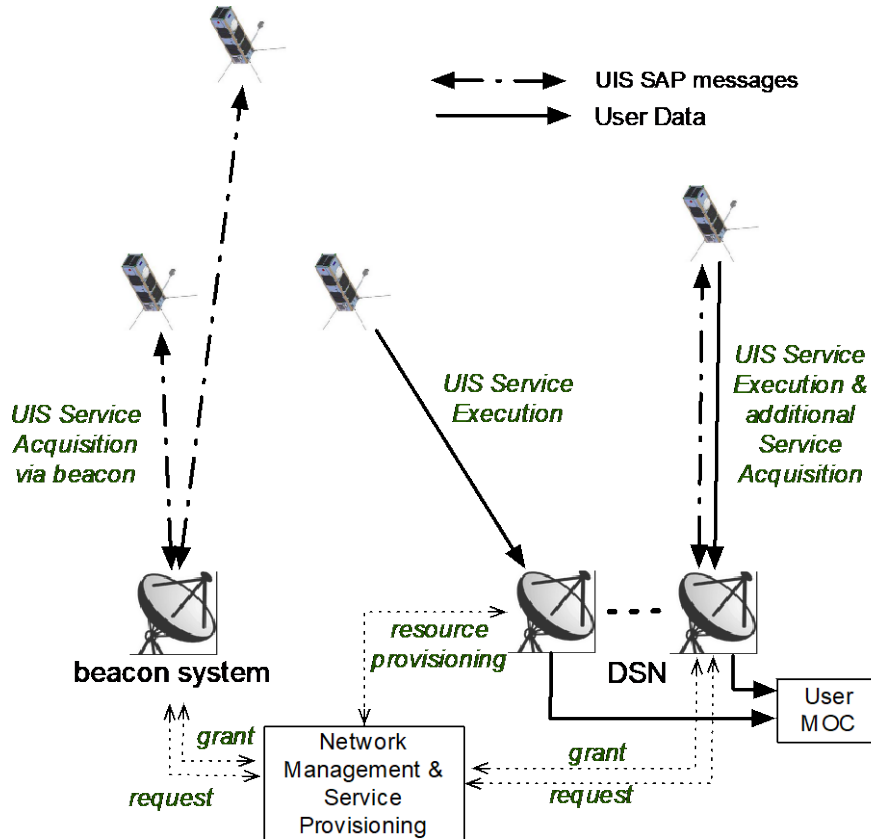 UIS SAP messages
User Data
UIS Service
Acquisition
via beacon
UIS Service
Execution
UIS Service
Execution &
additional
Service
Acquisition
beacon system
resource
provisioning
DSN
User
MOC
grant
request
Network
Management &
Service
Provisioning
grant
request